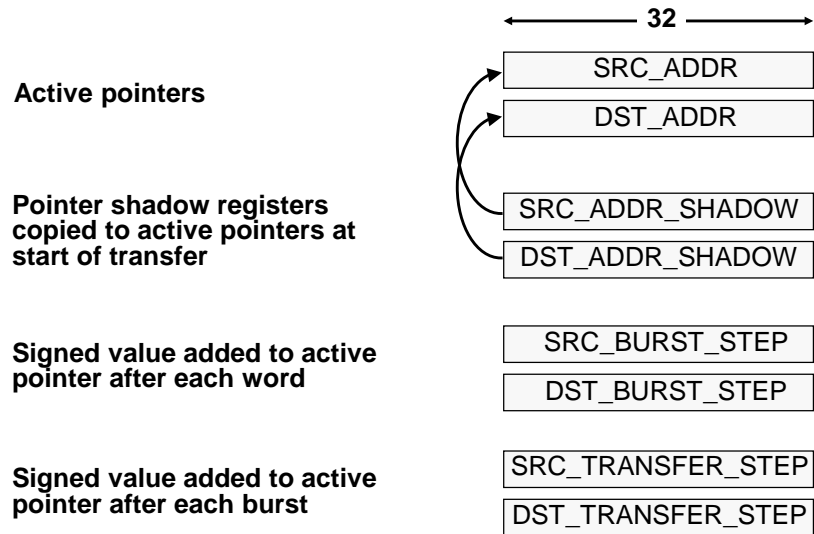 32
Active pointers
SRC_ADDR
DST_ADDR
Pointer shadow registers
copied to active pointers at
start of transfer
SRC_ADDR_SHADOW
DST_ADDR_SHADOW
Signed value added to active
pointer after each word
SRC_BURST_STEP
DST_BURST_STEP
Signed value added to active
pointer after each burst
SRC_TRANSFER_STEP
DST_TRANSFER_STEP